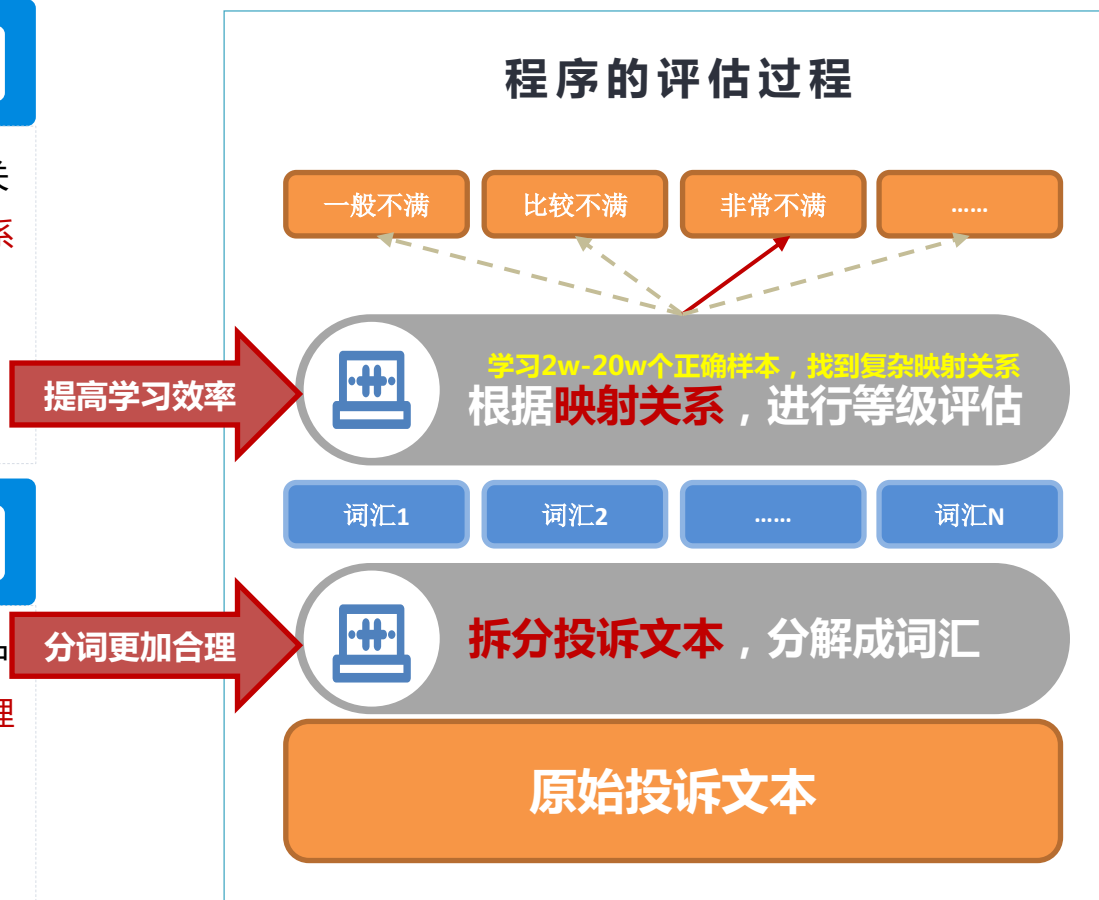 程序的评估过程
一般不满
比较不满
非常不满
......
学习2w-20w个正确样本，找到复杂映射关系
根据映射关系，进行等级评估
提高学习效率
词汇1
词汇2
......
词汇N
拆分投诉文本，分解成词汇
分词更加合理
原始投诉文本
系
理